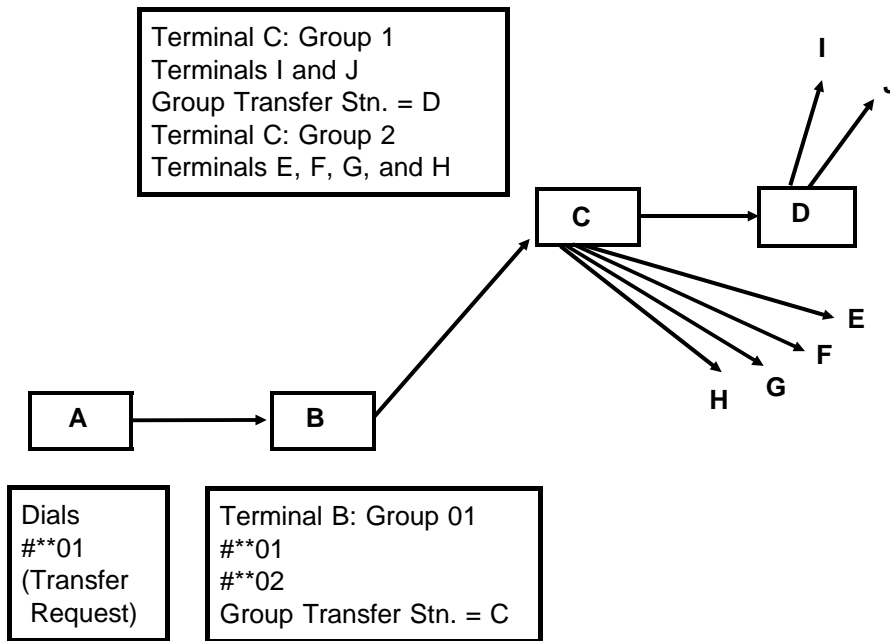 Terminal C: Group 1
Terminals I and J
Group Transfer Stn. = D
Terminal C: Group 2
Terminals E, F, G, and H
I
J
C
D
E
F
G
H
A
B
Dials
#**01
(Transfer
Request)
Terminal B: Group 01
#**01
#**02
Group Transfer Stn. = C